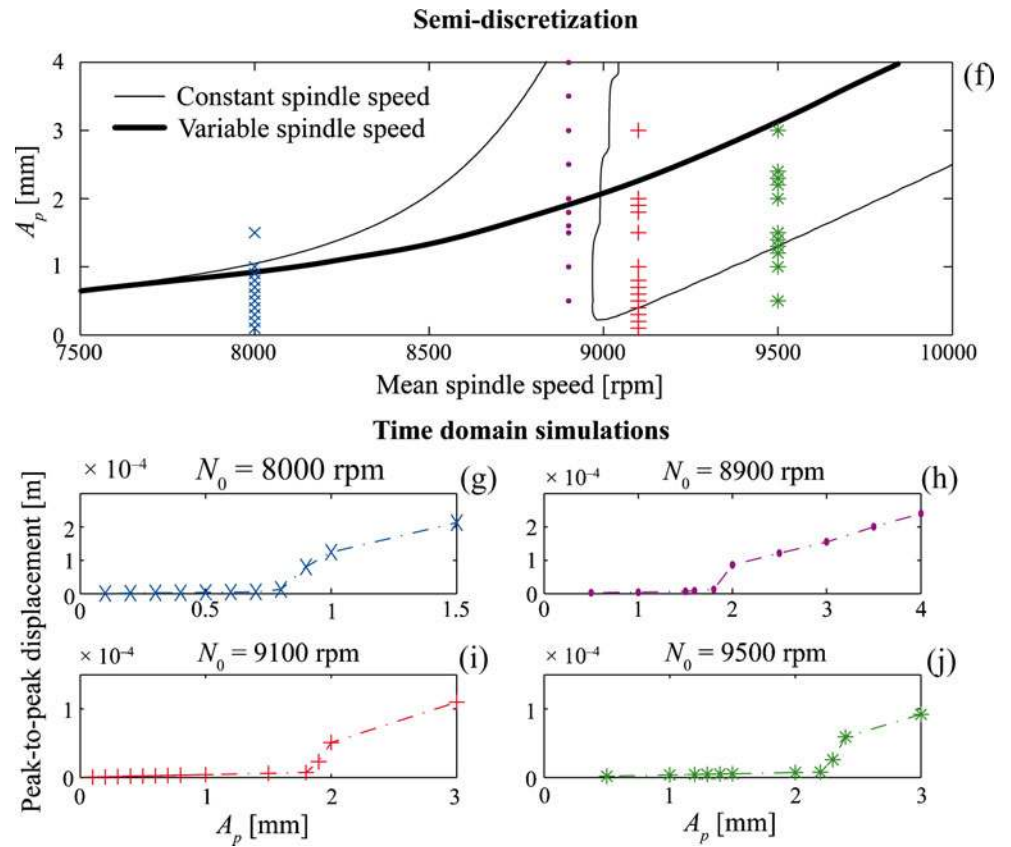 Semi-discretization
4
(f)
Constant spindle speed
Variable spindle speed
3
2
1
0
A_p [mm]
7500 8000 8500 9000 9500 10000
Mean spindle speed [rpm]
Time domain simulations
Peak-to-peak displacement [m]
× 10⁻⁴ N₀ = 8000 rpm (g)
2
1
0
0 0.5 1 1.5
× 10⁻⁴ N₀ = 8900 rpm (h)
2
1
0
0 1 2 3 4
× 10⁻⁴ N₀ = 9100 rpm (i)
1
0
0 1 2 3
A_p [mm]
× 10⁻⁴ N₀ = 9500 rpm (j)
1
0
0 1 2 3
A_p [mm]